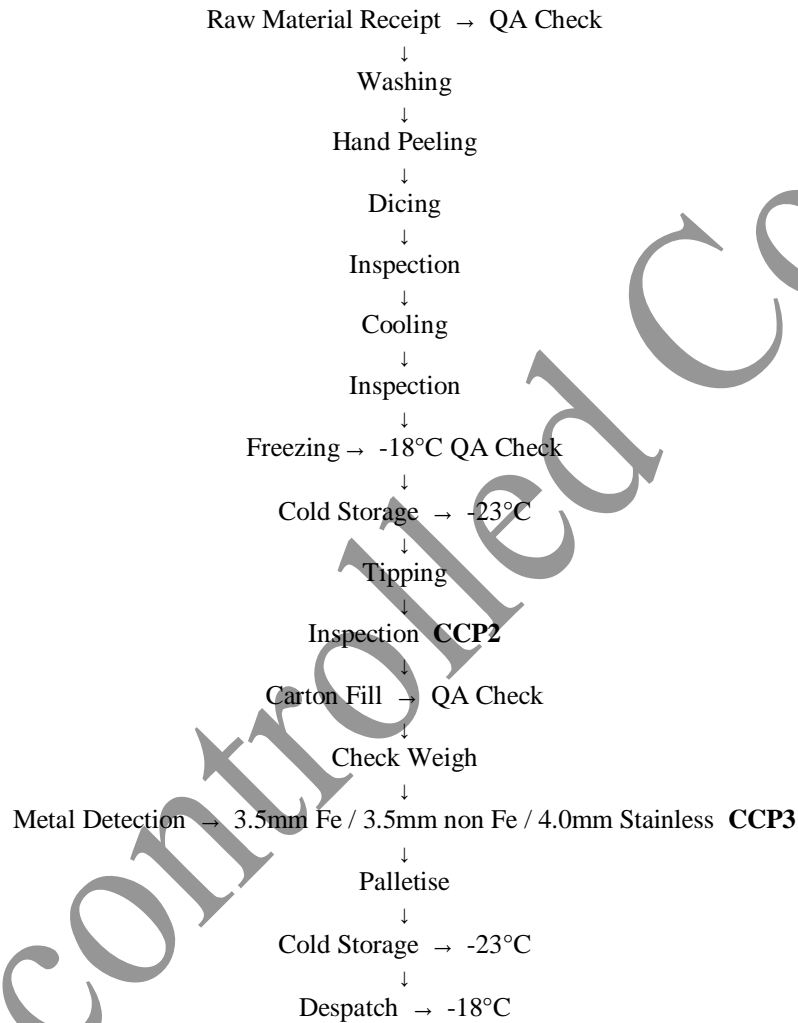 Raw Material Receipt → QA Check
↓
Washing
↓
Hand Peeling
↓
Dicing
↓
Inspection
↓
Cooling
↓
Inspection
↓
Freezing → -18°C QA Check
↓
Cold Storage → -23°C
↓
Tipping
↓
Inspection CCP2
↓
Carton Fill → QA Check
↓
Check Weigh
↓
Metal Detection → 3.5mm Fe / 3.5mm non Fe / 4.0mm Stainless CCP3
↓
Palletise
↓
Cold Storage → -23°C
↓
Despatch → -18°C
controlled Co